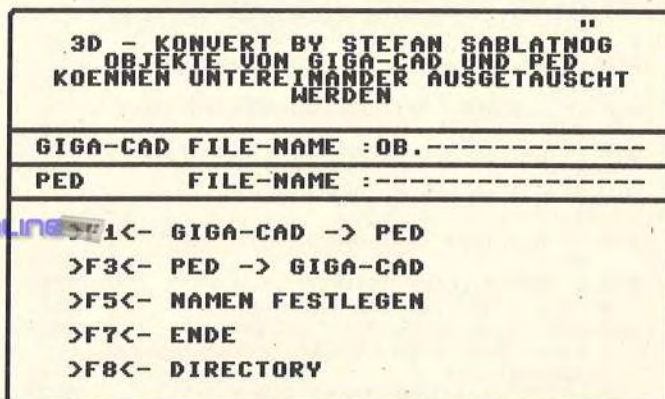 3D - KONVERT BY STEFAN SABLATNÖG
OBJEKTE VON GIGA-CAD UND PED
KOENNEN UNTEREINANDER AUSGETAUSCHT
WERDEN
GIGA-CAD FILE-NAME :OB.-------------
PED FILE-NAME :----------------
>F1<- GIGA-CAD -> PED
>F3<- PED -> GIGA-CAD
>F5<- NAMEN FESTLEGEN
>F7<- ENDE
>F8<- DIRECTORY